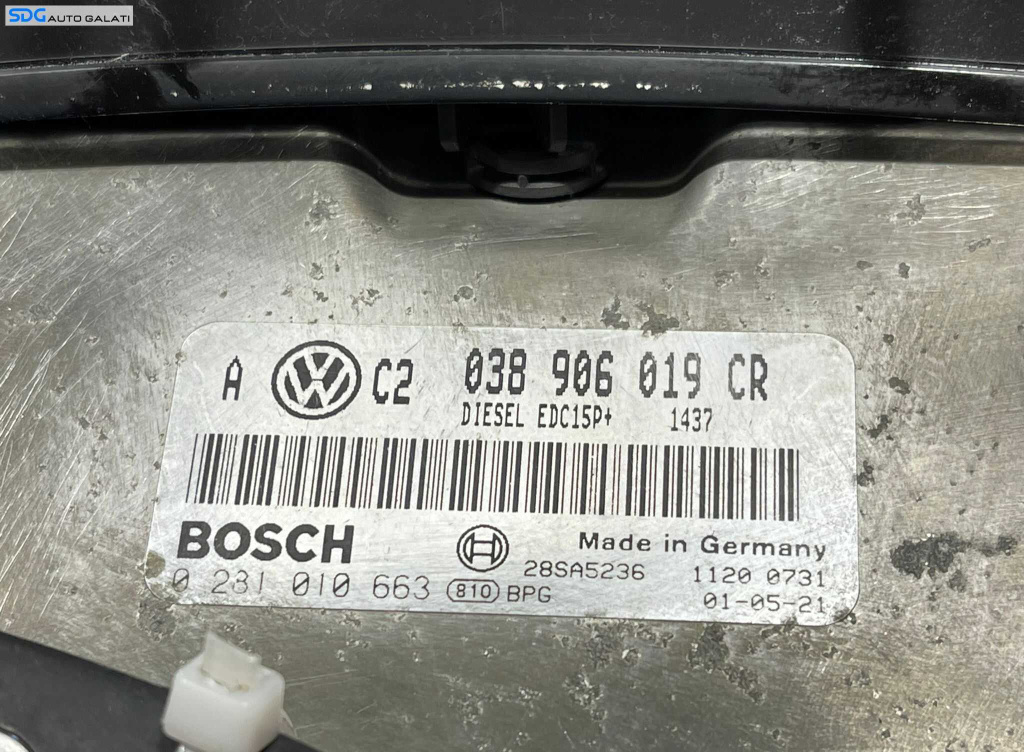 SDG AUTO GALATI
A VW C2 038 906 019 CR
DIESEL EDC15P+ 1437
BOSCH
Made in Germany
28SA5236 1120 0731
0 281 010 663 810 BPG
01-05-21